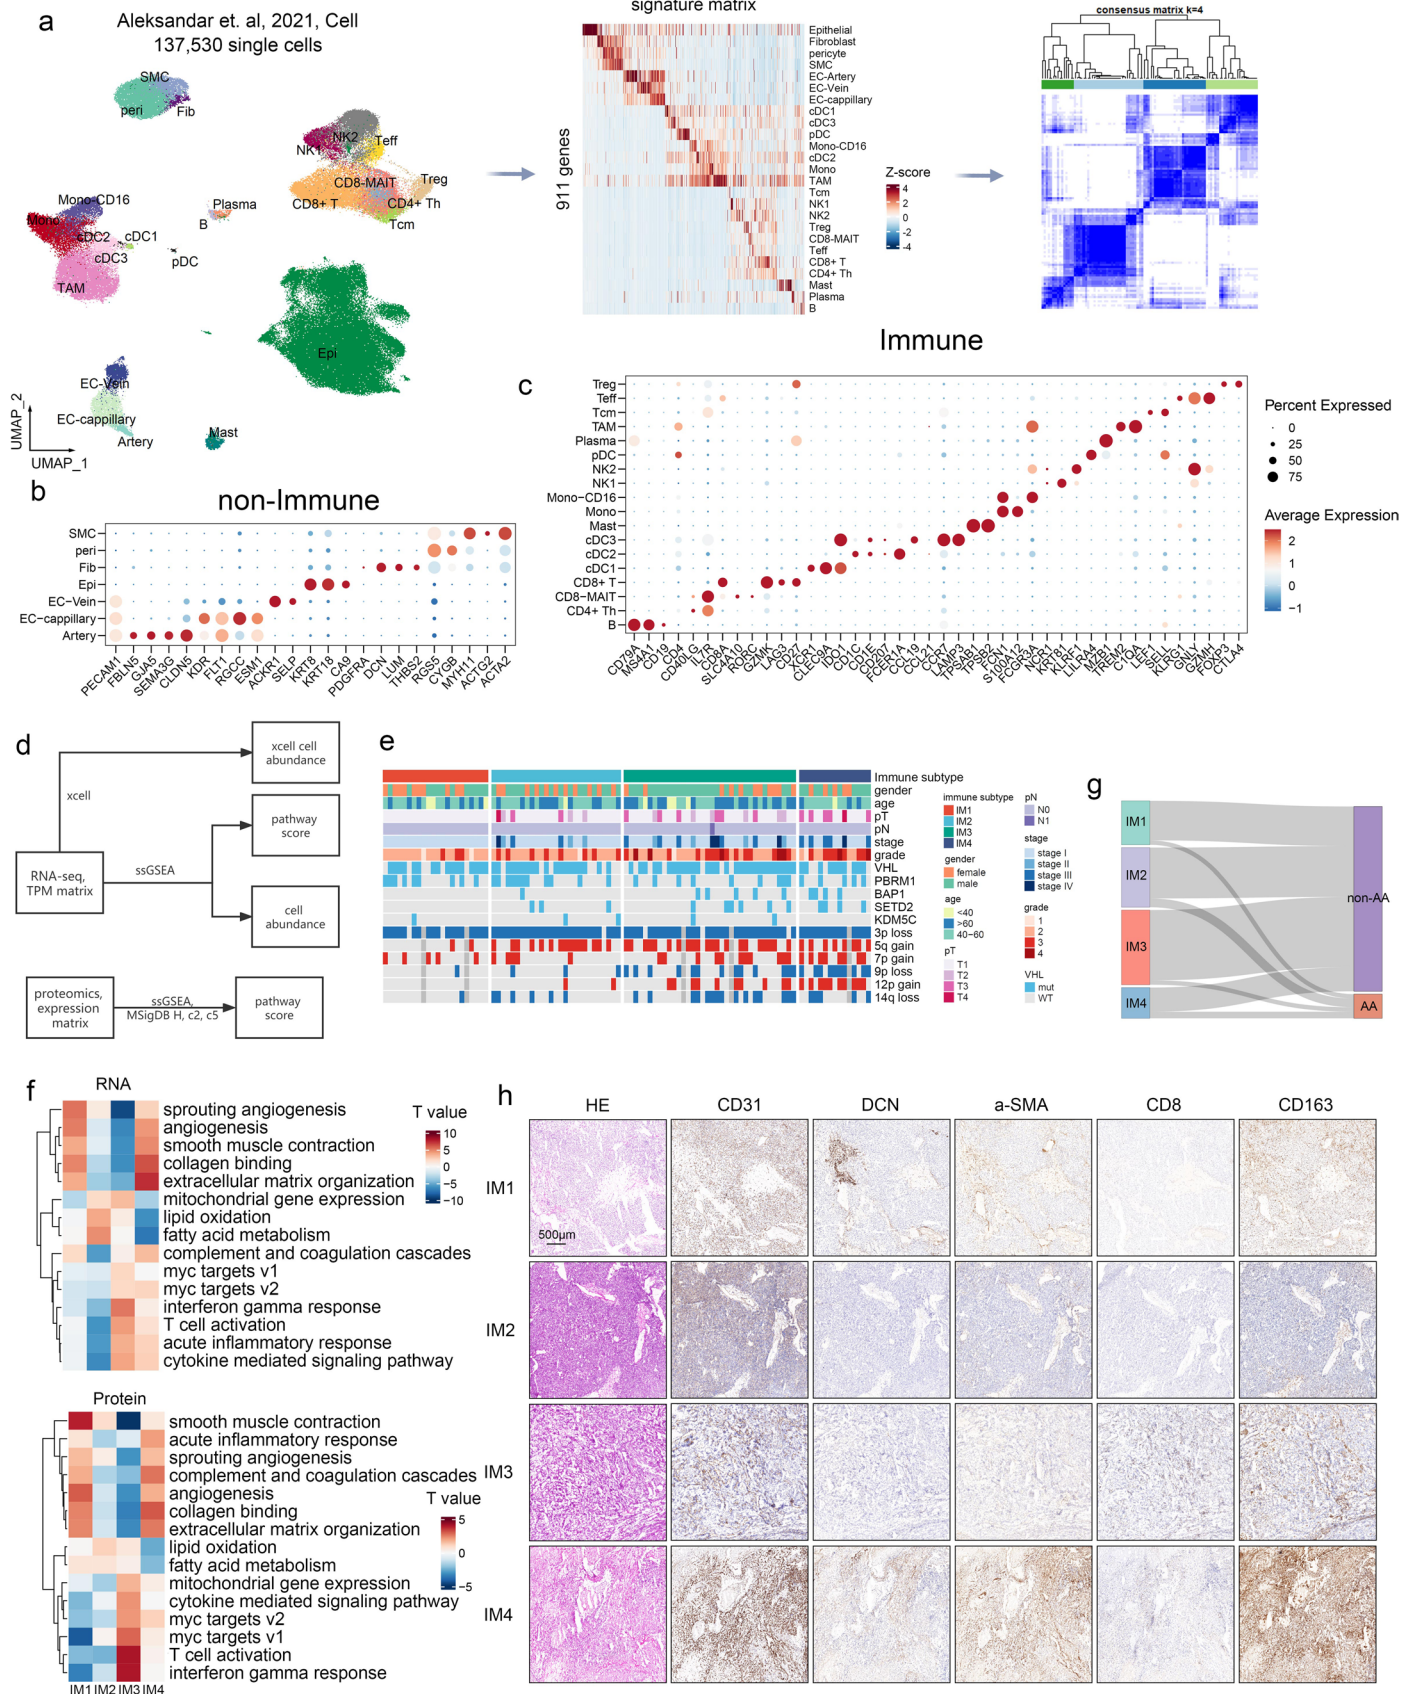 a
Aleksandar et. al, 2021, Cell
137,530 single cells
SMC
peri
Fib
NK2
NK1
Teff
CD8-MAIT
Treg
CD8+ T
CD4+ Th
Tcm
Mono-CD16
Mono
cDC2
cDC1
cDC3
TAM
Plasma
B
pDC
Epi
EC-Vein
EC-cappillary
Artery
Mast
UMAP_2
UMAP_1
signature matrix
911 genes
Epithelial
Fibroblast
pericyte
SMC
EC-Artery
EC-Vein
EC-cappillary
cDC1
cDC3
pDC
Mono-CD16
cDC2
Mono
TAM
Tcm
NK1
NK2
Treg
CD8-MAIT
Teff
CD8+ T
CD4+ Th
Mast
Plasma
B
Z-score
4
2
0
-2
-4
consensus matrix k=4
b
non-Immune
SMC
peri
Fib
Epi
EC-Vein
EC-cappillary
Artery
PECAM1
FBLN5
GJA5
SEMA3G
CLDN5
KDR
FLT1
RGCC
ESM1
ACKR1
SELP
KRT8
KRT18
CA9
PDGFRA
DCN
LUM
THBS2
RGS5
CYGB
MYH11
ACTG2
ACTA2
c
Immune
Treg
Teff
Tcm
TAM
Plasma
pDC
NK2
NK1
Mono-CD16
Mono
Mast
cDC3
cDC2
cDC1
CD8+ T
CD8-MAIT
CD4+ Th
B
CD79A
MS4A1
CD19
CD4
CD40LG
IL7R
CD8A
SLC4A10
RORC
GZMK
LAG3
CD27
XCR1
CLEC9A
IDO1
CD1C
CD1E
CD207
FCER1A
CCL19
CCL21
CCR7
LAMP3
TPSAB1
TPSB2
FCN1
S100A12
FCGR3A
NCR1
KRT81
KLRF1
LILRA4
MZB1
TREM2
C1QA
LEF1
SELL
KLRG1
GNLY
GZMH
FOXP3
CTLA4
Percent Expressed
0
25
50
75
Average Expression
2
1
0
-1
d
xcell
xcell cell
abundance
RNA-seq,
TPM matrix
ssGSEA
pathway
score
cell
abundance
proteomics,
expression
matrix
ssGSEA,
MSigDB H, c2, c5
pathway
score
e
Immune subtype
gender
age
pT
pN
stage
grade
VHL
PBRM1
BAP1
SETD2
KDM5C
3p loss
5q gain
7p gain
9p loss
12p gain
14q loss
immune subtype
IM1
IM2
IM3
IM4
gender
female
male
age
<40
>60
40-60
pT
T1
T2
T3
T4
pN
N0
N1
stage
stage I
stage II
stage III
stage IV
grade
1
2
3
4
VHL
mut
WT
g
IM1
IM2
IM3
IM4
non-AA
AA
f
RNA
sprouting angiogenesis
angiogenesis
smooth muscle contraction
collagen binding
extracellular matrix organization
mitochondrial gene expression
lipid oxidation
fatty acid metabolism
complement and coagulation cascades
myc targets v1
myc targets v2
interferon gamma response
T cell activation
acute inflammatory response
cytokine mediated signaling pathway
T value
10
5
0
-5
-10
Protein
smooth muscle contraction
acute inflammatory response
sprouting angiogenesis
complement and coagulation cascades
angiogenesis
collagen binding
extracellular matrix organization
lipid oxidation
fatty acid metabolism
mitochondrial gene expression
cytokine mediated signaling pathway
myc targets v2
myc targets v1
T cell activation
interferon gamma response
IM1 IM2 IM3 IM4
T value
5
0
-5
h
HE
CD31
DCN
a-SMA
CD8
CD163
IM1
500μm
IM2
IM3
IM4